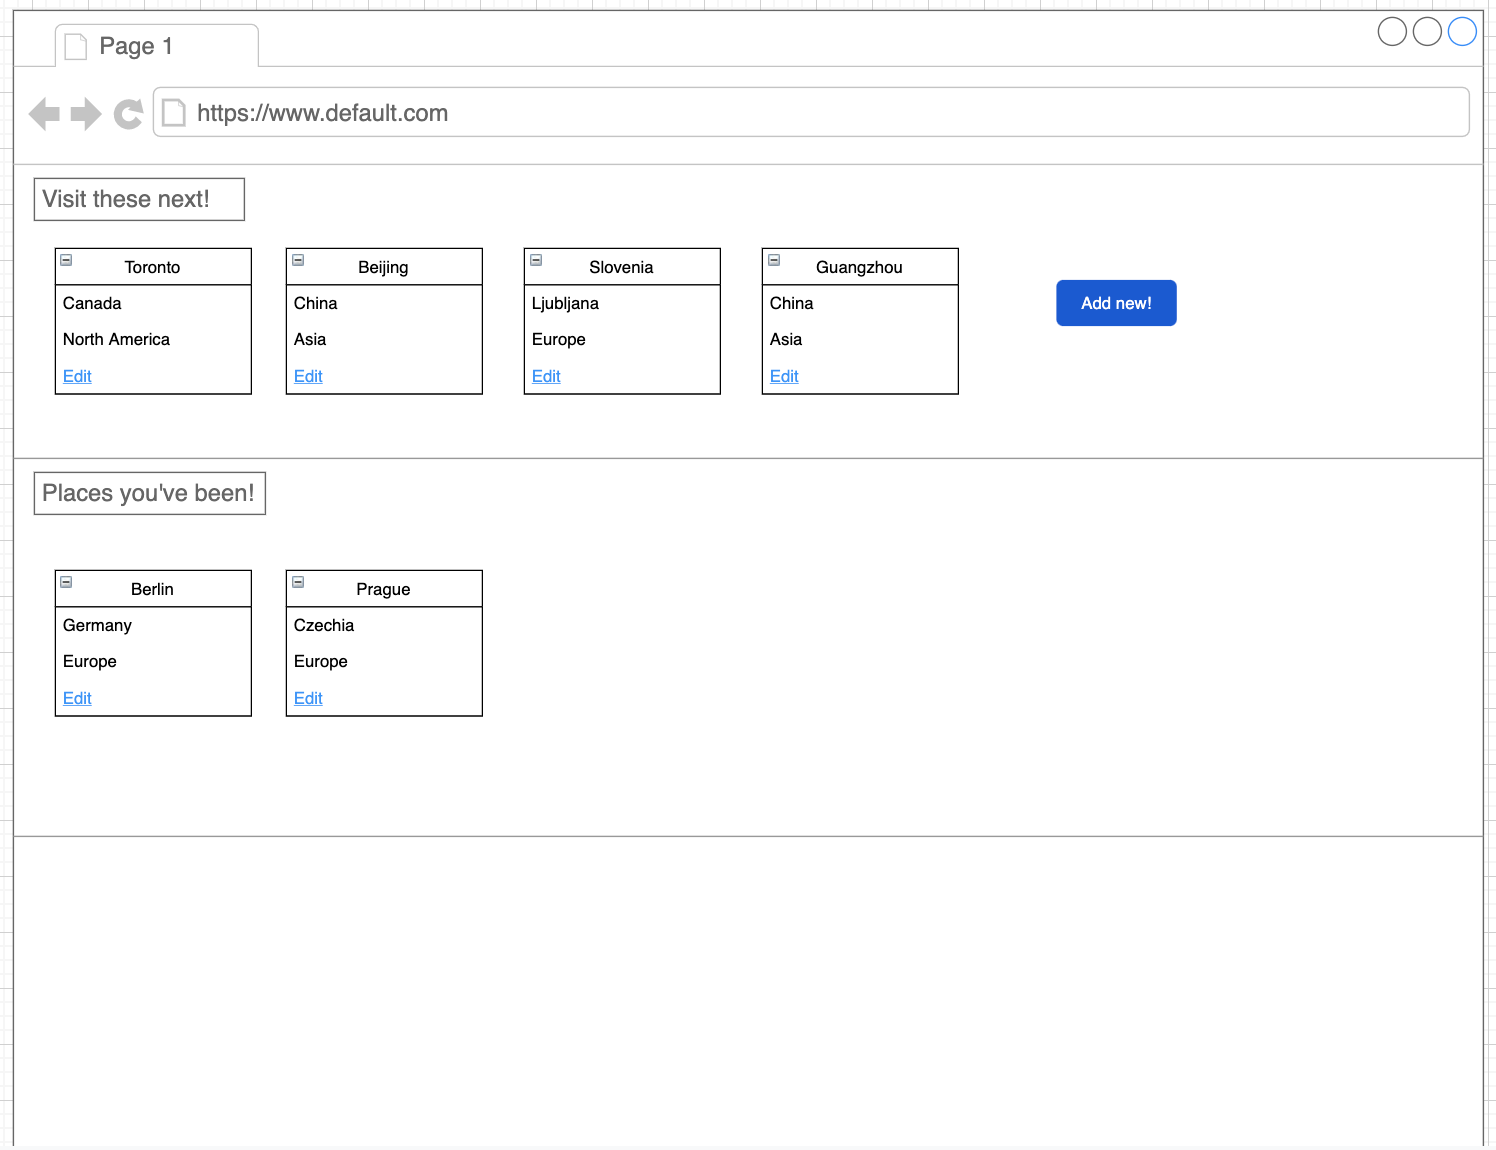 Page 1
https://www.default.com
Visit these next!
Toronto
Canada
North America
Edit
Beijing
China
Asia
Edit
Slovenia
Ljubljana
Europe
Edit
Guangzhou
China
Asia
Edit
Add new!
Places you've been!
Berlin
Germany
Europe
Edit
Prague
Czechia
Europe
Edit